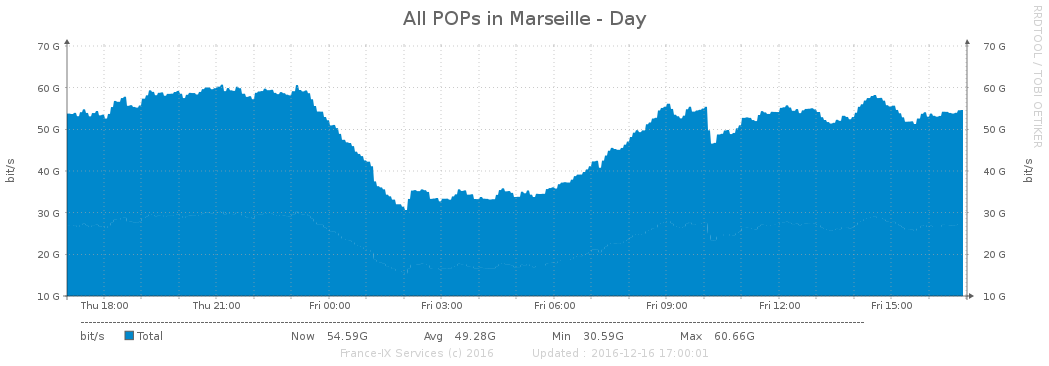 All POPs in Marseille - Day
RRDTOOL / TOBI OETIKER
70 G 70 G
60 G 60 G
50 G 50 G
40 G 40 G
30 G 30 G
20 G 20 G
10 G 10 G
bit/s bit/s
Thu 18:00 Thu 21:00 Fri 00:00 Fri 03:00 Fri 06:00 Fri 09:00 Fri 12:00 Fri 15:00
bit/s Total Now 54.59G Avg 49.28G Min 30.59G Max 60.66G
France-IX Services (c) 2016 Updated : 2016-12-16 17:00:01